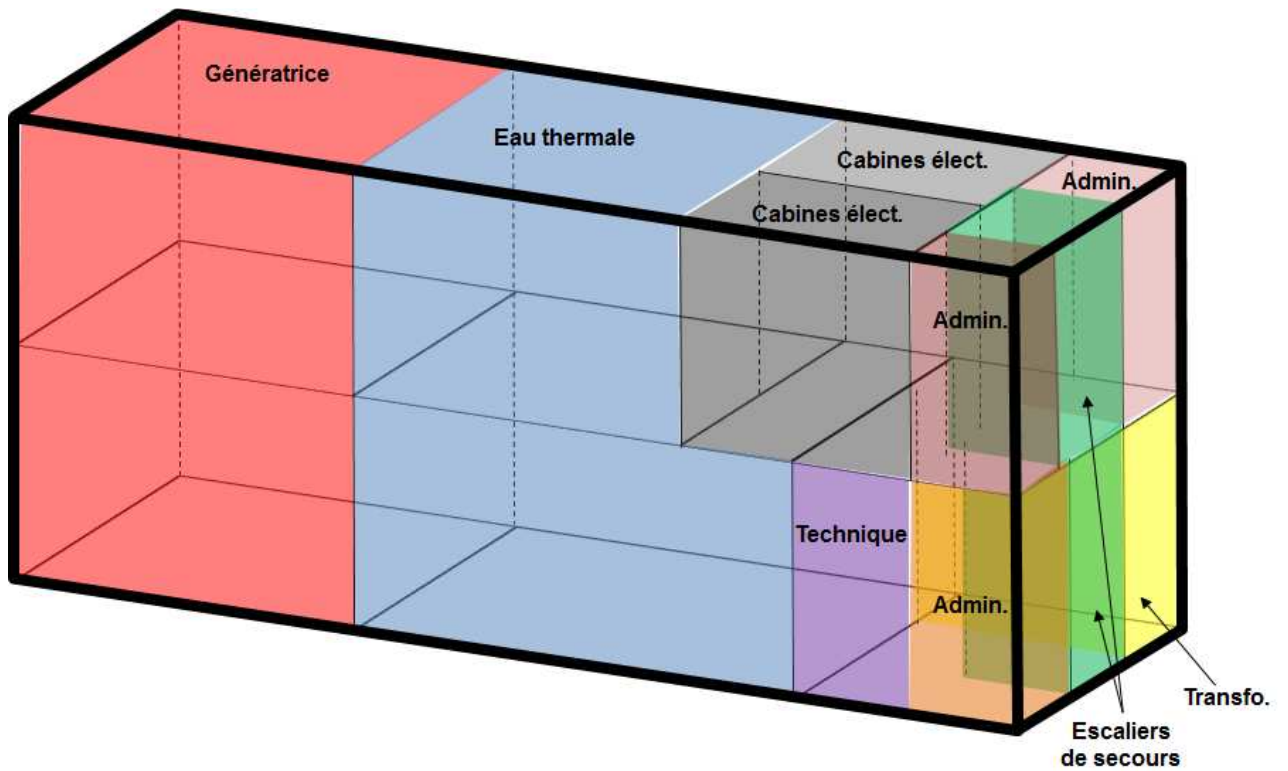 Génératrice
Eau thermale
Cabines élect.
Admin.
Cabines élect.
Admin.
Technique
Admin.
Transfo.
Escaliers
de secours